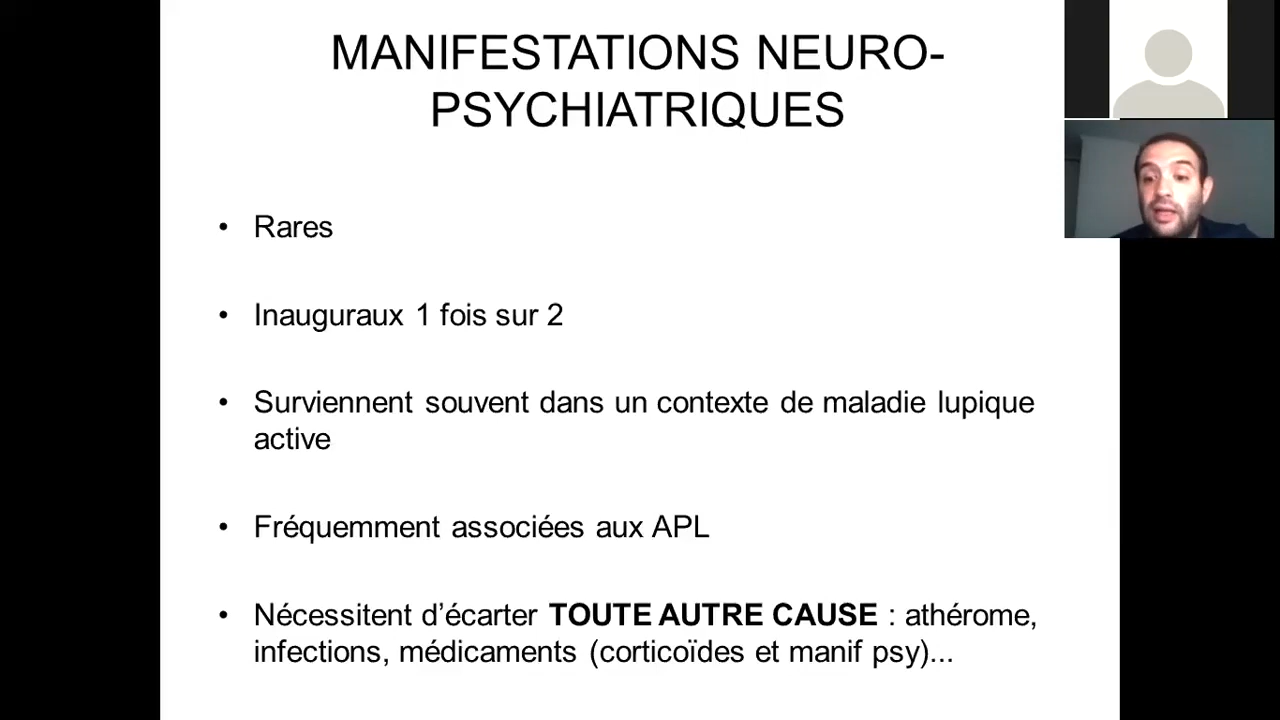 MANIFESTATIONS NEURO-
PSYCHIATRIQUES
• Rares
• Inauguraux 1 fois sur 2
• Surviennent souvent dans un contexte de maladie lupique
active
• Fréquemment associées aux APL
• Nécessitent d’écarter TOUTE AUTRE CAUSE : athérome,
infections, médicaments (corticoïdes et manif psy)...